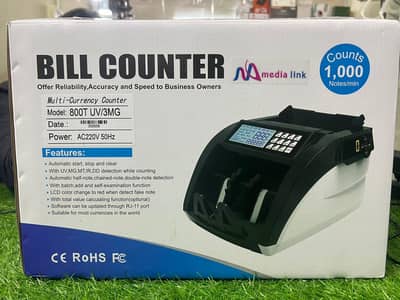 BILL COUNTER
media link
Counts
1,000
Notes/min
Offer Reliability,Accuracy and Speed to Business Owners
Multi-Currency Counter
Model: 800T UV/3MG
Date.:
Power: AC220V 50Hz
Features:
Automatic start, stop and clear
With UV,MG,MT,IR,DD detection while counting
Automatic half-note,chained-note,double-note detection
With batch,add and self-examination function
LCD color change to red when detect fake note
With total value calcuating function(optional)
Software can be updated through RJ-11 port
Suitable for most currencies in the world
CE RoHS FC